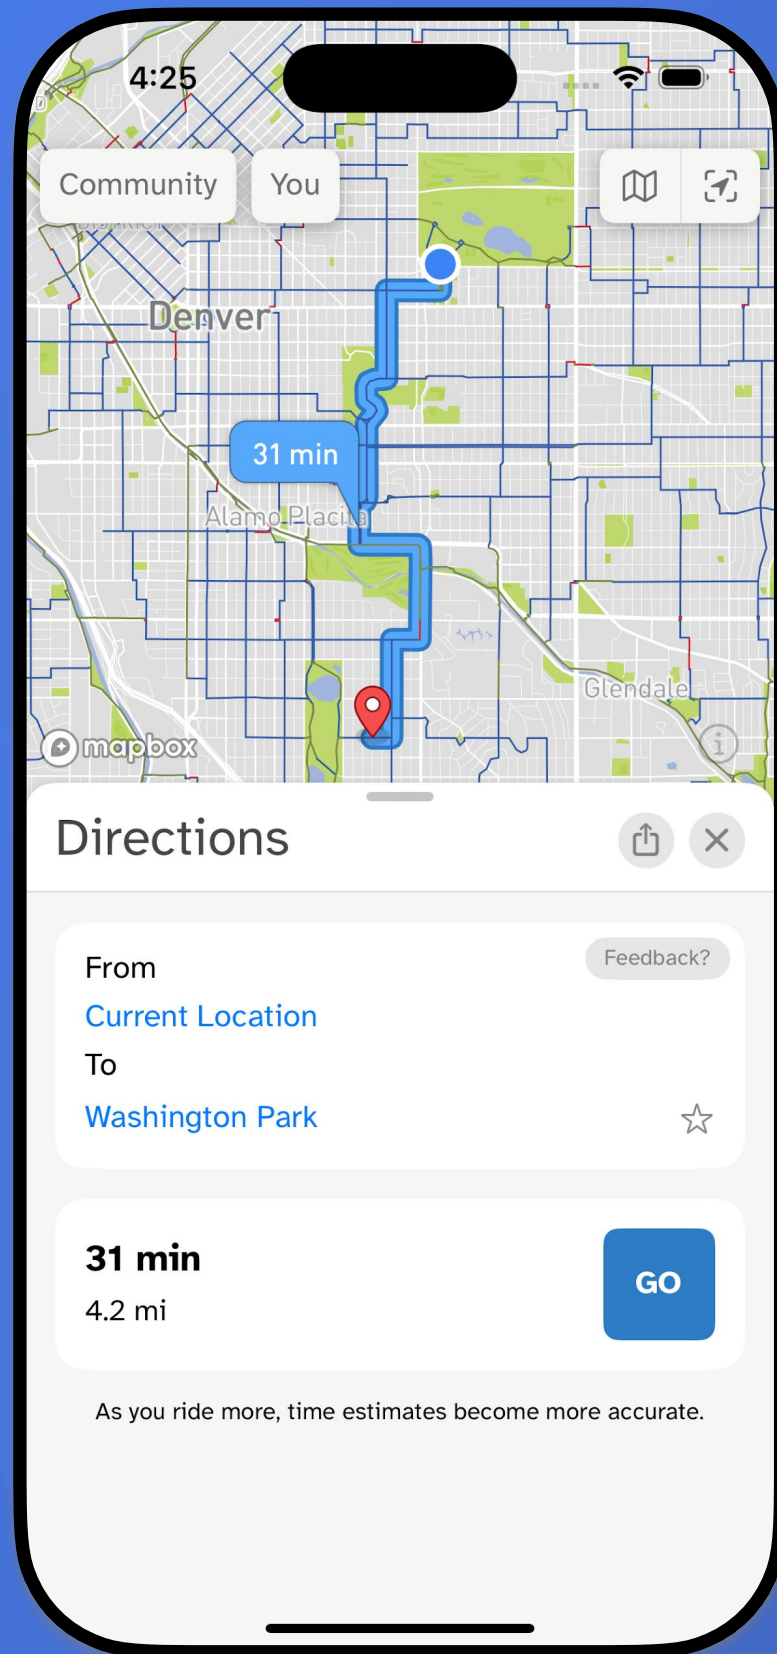 4:25
Community
You
Denver
31 min
Alamo Placita
Glendale
mapbox
Directions
Feedback?
From
Current Location
To
Washington Park
31 min
4.2 mi
GO
As you ride more, time estimates become more accurate.